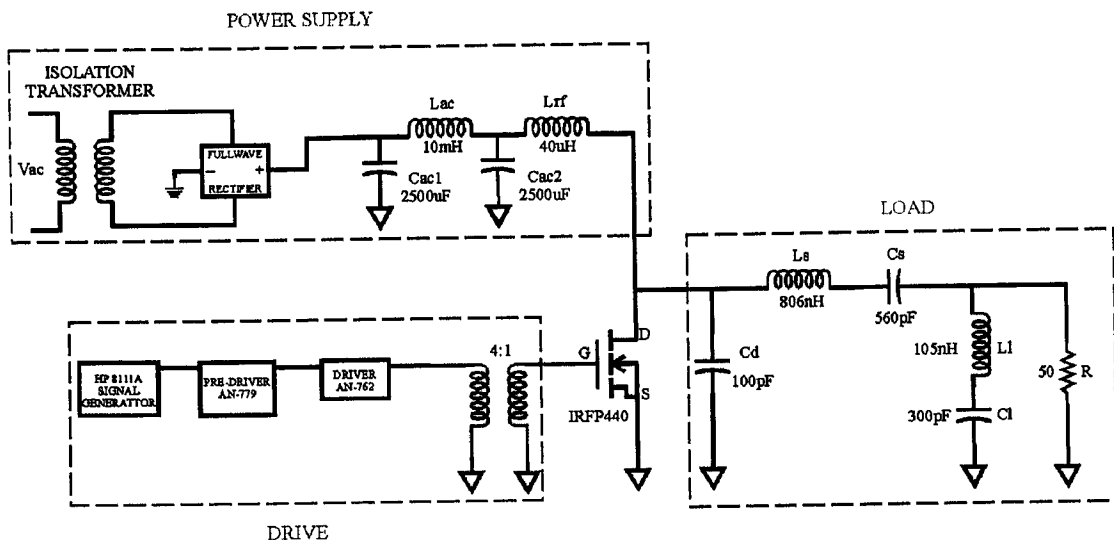 POWER SUPPLY
ISOLATION
TRANSFORMER
Vac
FULLWAVE
- +
RECTIFIER
Lac
10mH
Lrf
40uH
Cac1
2500uF
Cac2
2500uF
LOAD
Ls
806nH
Cs
560pF
Cd
100pF
105nH L1
300pF C1
50 R
4:1
G
D
S
IRFP440
HP 8111A
SIGNAL
GENERATTOR
PRE-DRIVER
AN-779
DRIVER
AN-762
DRIVE